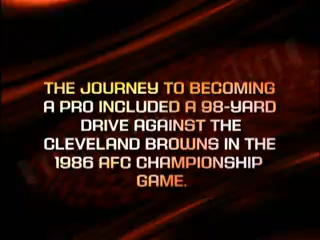 THE JOURNEY TO BECOMING
A PRO INCLUDED A 98-YARD
DRIVE AGAINST THE
CLEVELAND BROWNS IN THE
1986 AFC CHAMPIONSHIP
GAME.